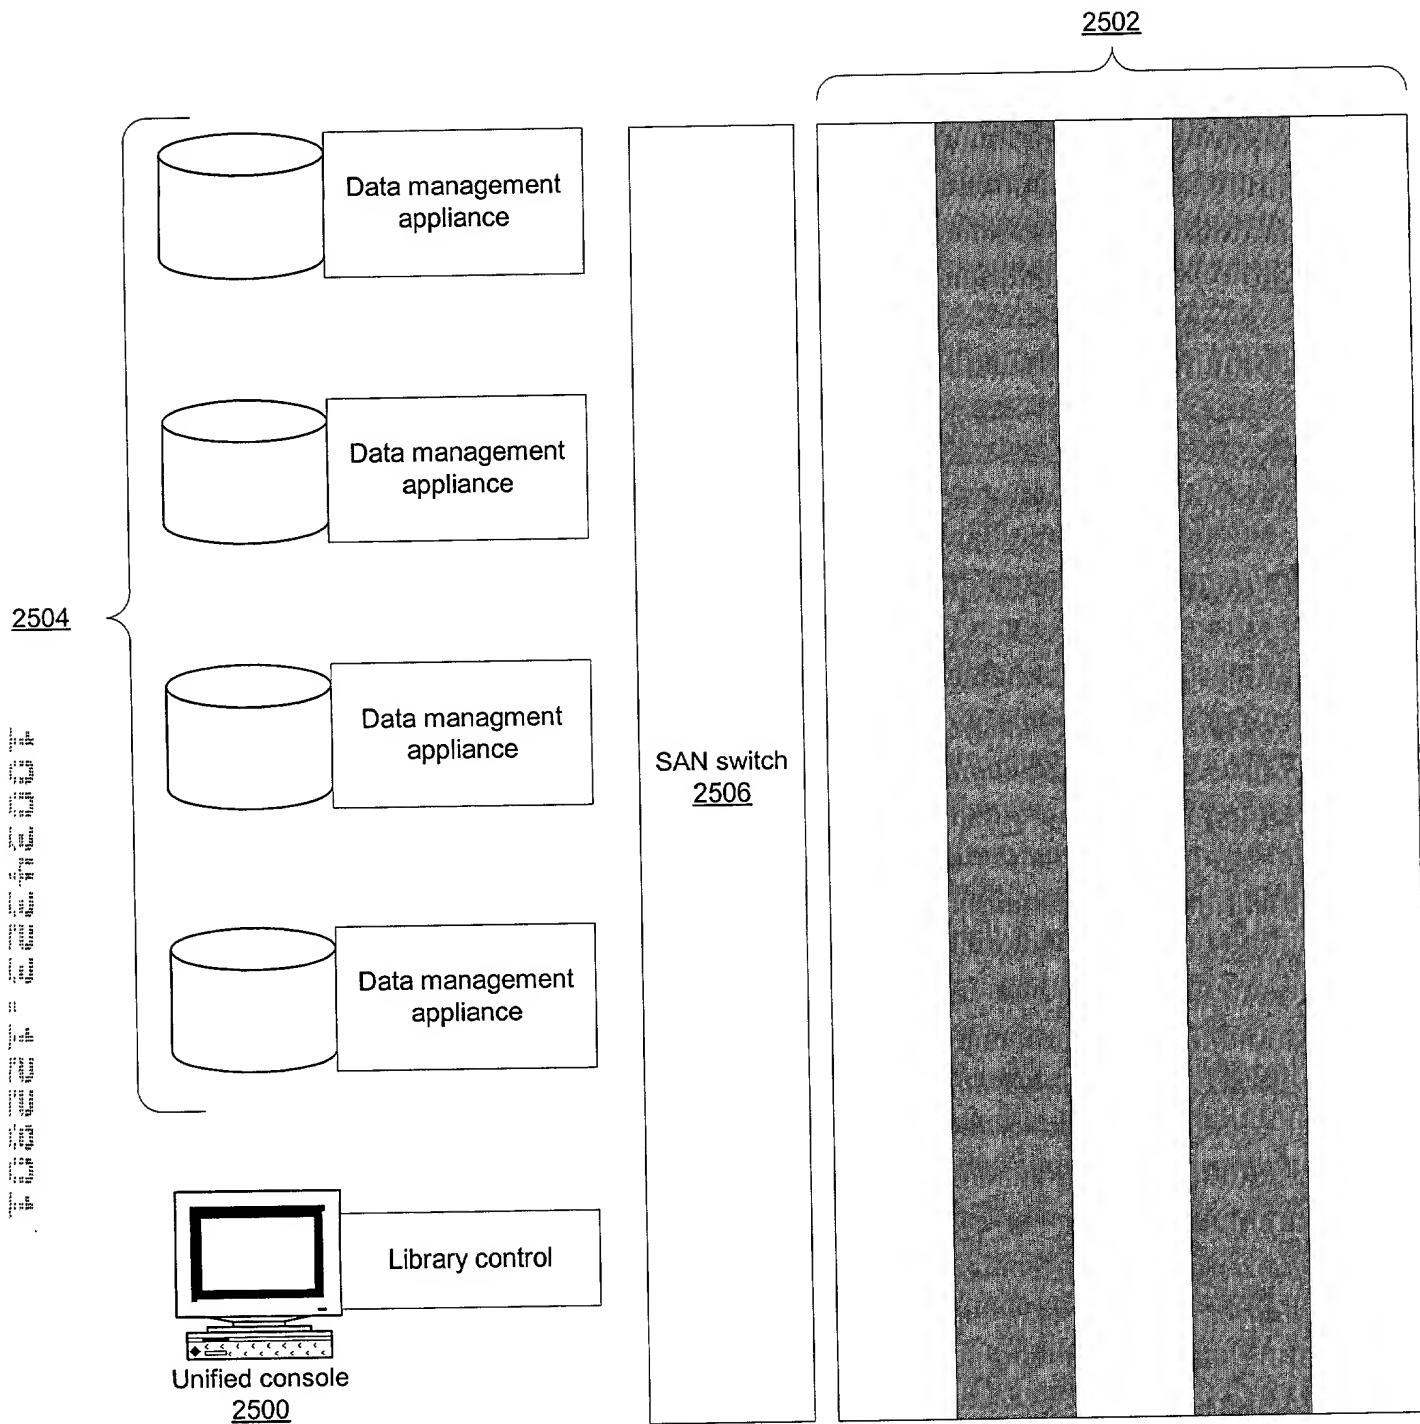 2502
Data management
appliance
Data management
appliance
2504
Data managment
appliance
SAN switch
2506
Data management
appliance
Library control
Unified console
2500